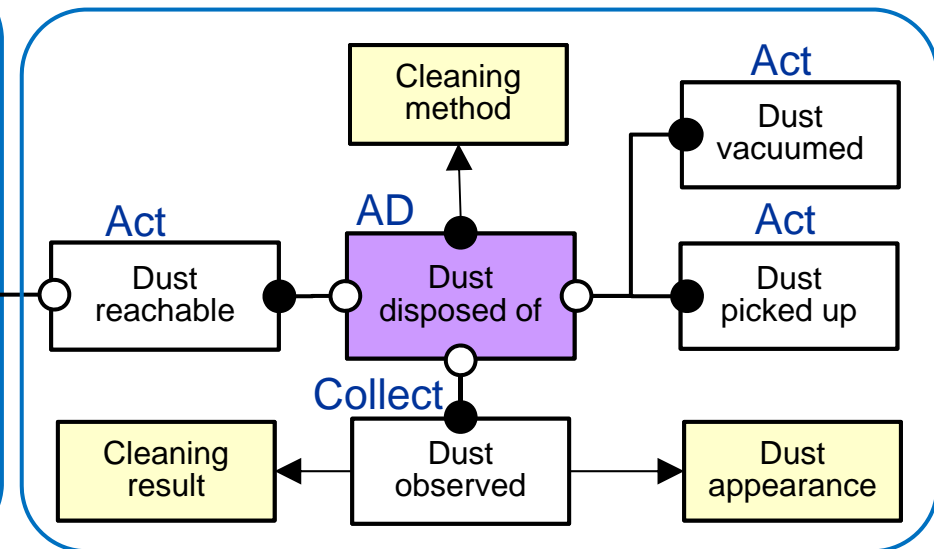 Cleaning
method
Act
Dust
vacuumed
Act
Dust
reachable
AD
Dust
disposed of
Act
Dust
picked up
Collect
Cleaning
result
Dust
observed
Dust
appearance